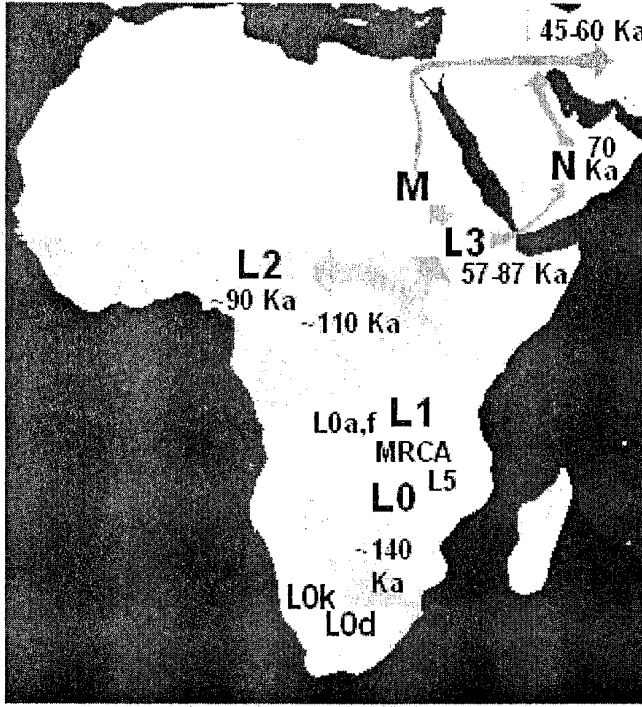 45-60 Ka
M
N
70
Ka
L3
57-87 Ka
L2
~90 Ka
~110 Ka
L0a,f
L1
MRCA
L5
L0
~140
Ka
L0k
L0d